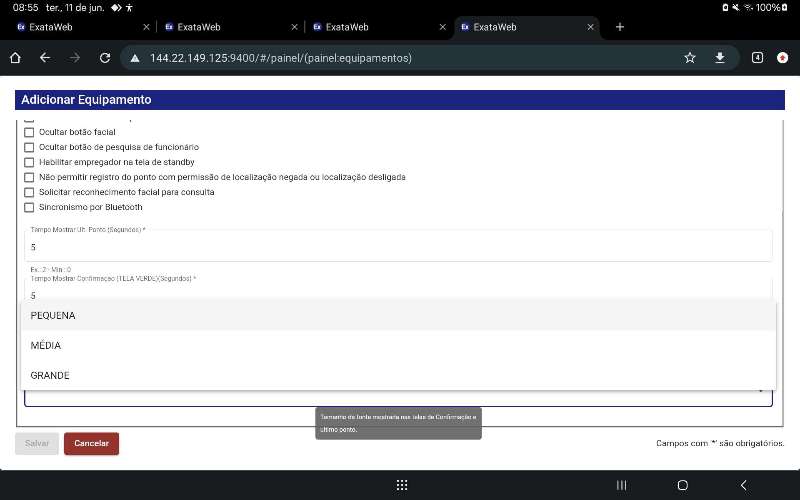 08:55 ter., 11 de jun.
100%
ExataWeb
ExataWeb
ExataWeb
ExataWeb
144.22.149.125:9400/#/painel/(painel:equipamentos)
4
Adicionar Equipamento
Ocultar botão facial
Ocultar botão de pesquisa de funcionário
Habilitar empregador na tela de standby
Não permitir registro do ponto com permissão de localização negada ou localização desligada
Solicitar reconhecimento facial para consulta
Sincronismo por Bluetooth
Tempo Mostrar Ult. Ponto (Segundos) *
5
Ex.: 2 - Min.: 0
Tempo Mostrar Confirmaçao (TELA VERDE)(Segundos) *
5
PEQUENA
MÉDIA
GRANDE
Tamanho da fonte mostrada nas telas de Confirmação e
ultimo ponto.
Salvar
Cancelar
Campos com '*' são obrigatórios.